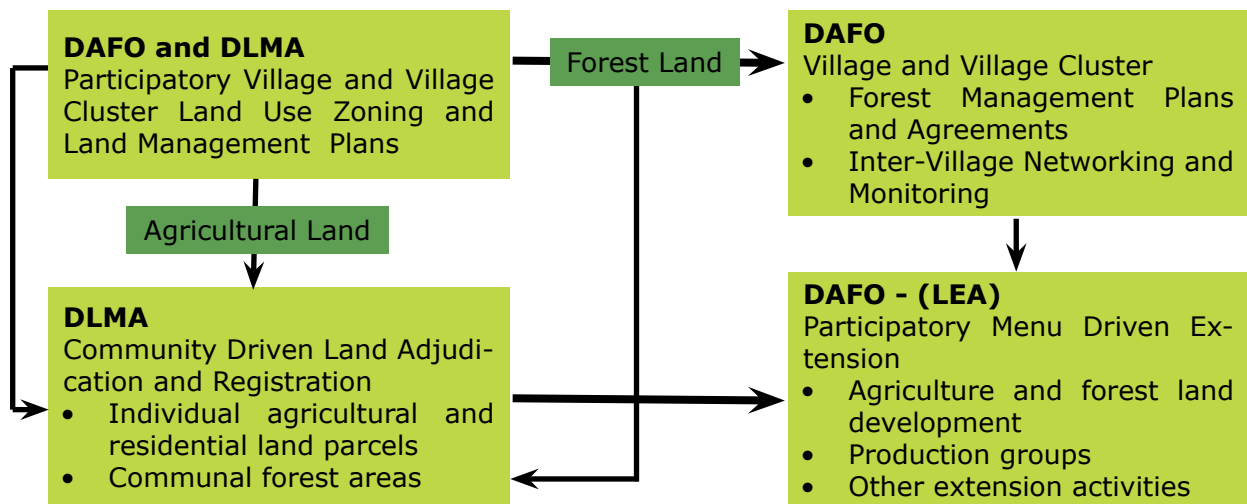 DAFO and DLMA
Participatory Village and Village
Cluster Land Use Zoning and
Land Management Plans
Forest Land
DAFO
Village and Village Cluster
• Forest Management Plans
and Agreements
• Inter-Village Networking and
Monitoring
Agricultural Land
DLMA
Community Driven Land Adjudi-
cation and Registration
• Individual agricultural and
residential land parcels
• Communal forest areas
DAFO - (LEA)
Participatory Menu Driven Ex-
tension
• Agriculture and forest land
development
• Production groups
• Other extension activities